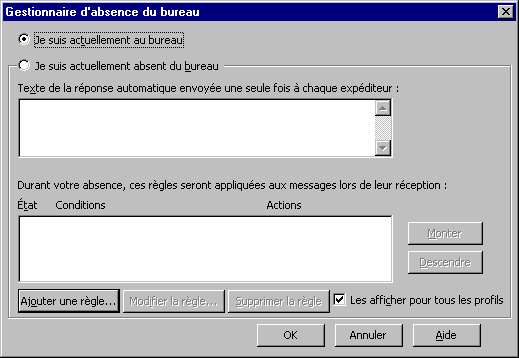 Gestionnaire d'absence du bureau
Je suis actuellement au bureau
Je suis actuellement absent du bureau
Texte de la réponse automatique envoyée une seule fois à chaque expéditeur :
Durant votre absence, ces règles seront appliquées aux messages lors de leur réception :
État Conditions Actions
Monter
Descendre
Ajouter une règle... Modifier la règle... Supprimer la règle Les afficher pour tous les profils
OK Annuler Aide